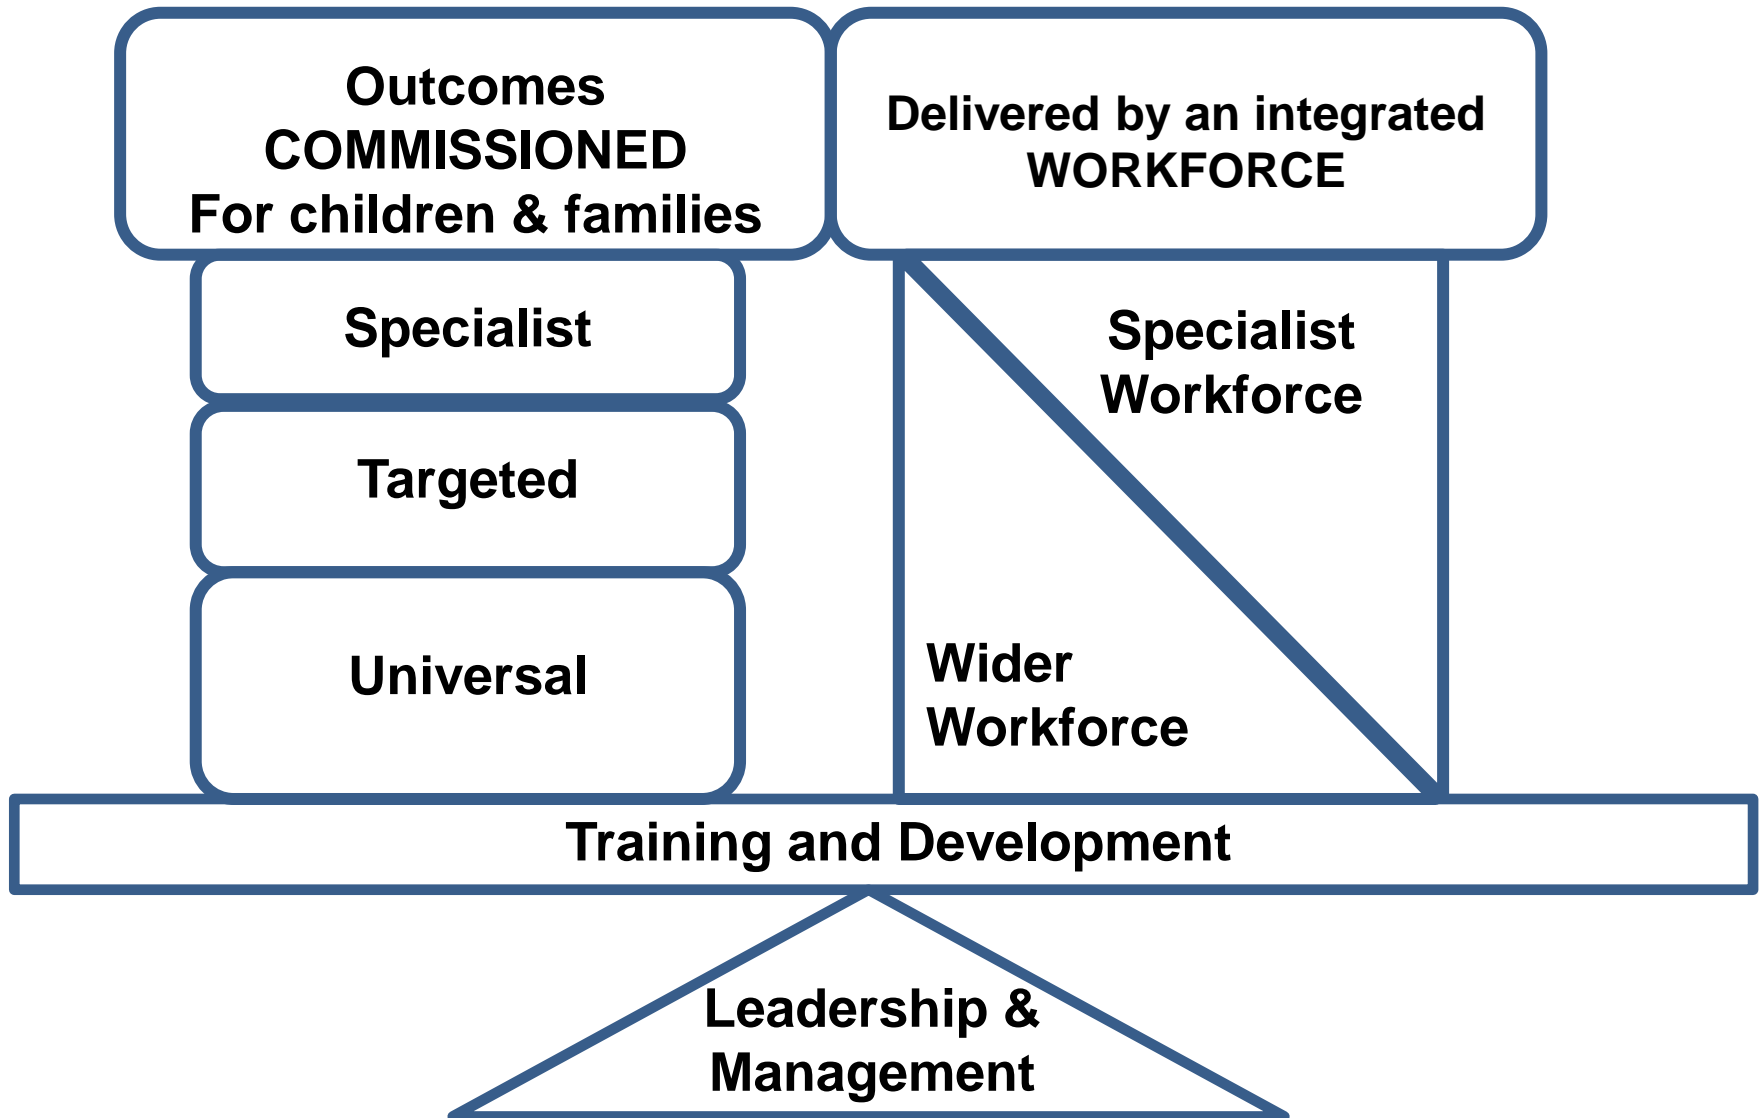 Outcomes
COMMISSIONED
For children & families
Delivered by an integrated
WORKFORCE
Specialist
Targeted
Universal
Specialist
Workforce
Wider
Workforce
Training and Development
Leadership &
Management